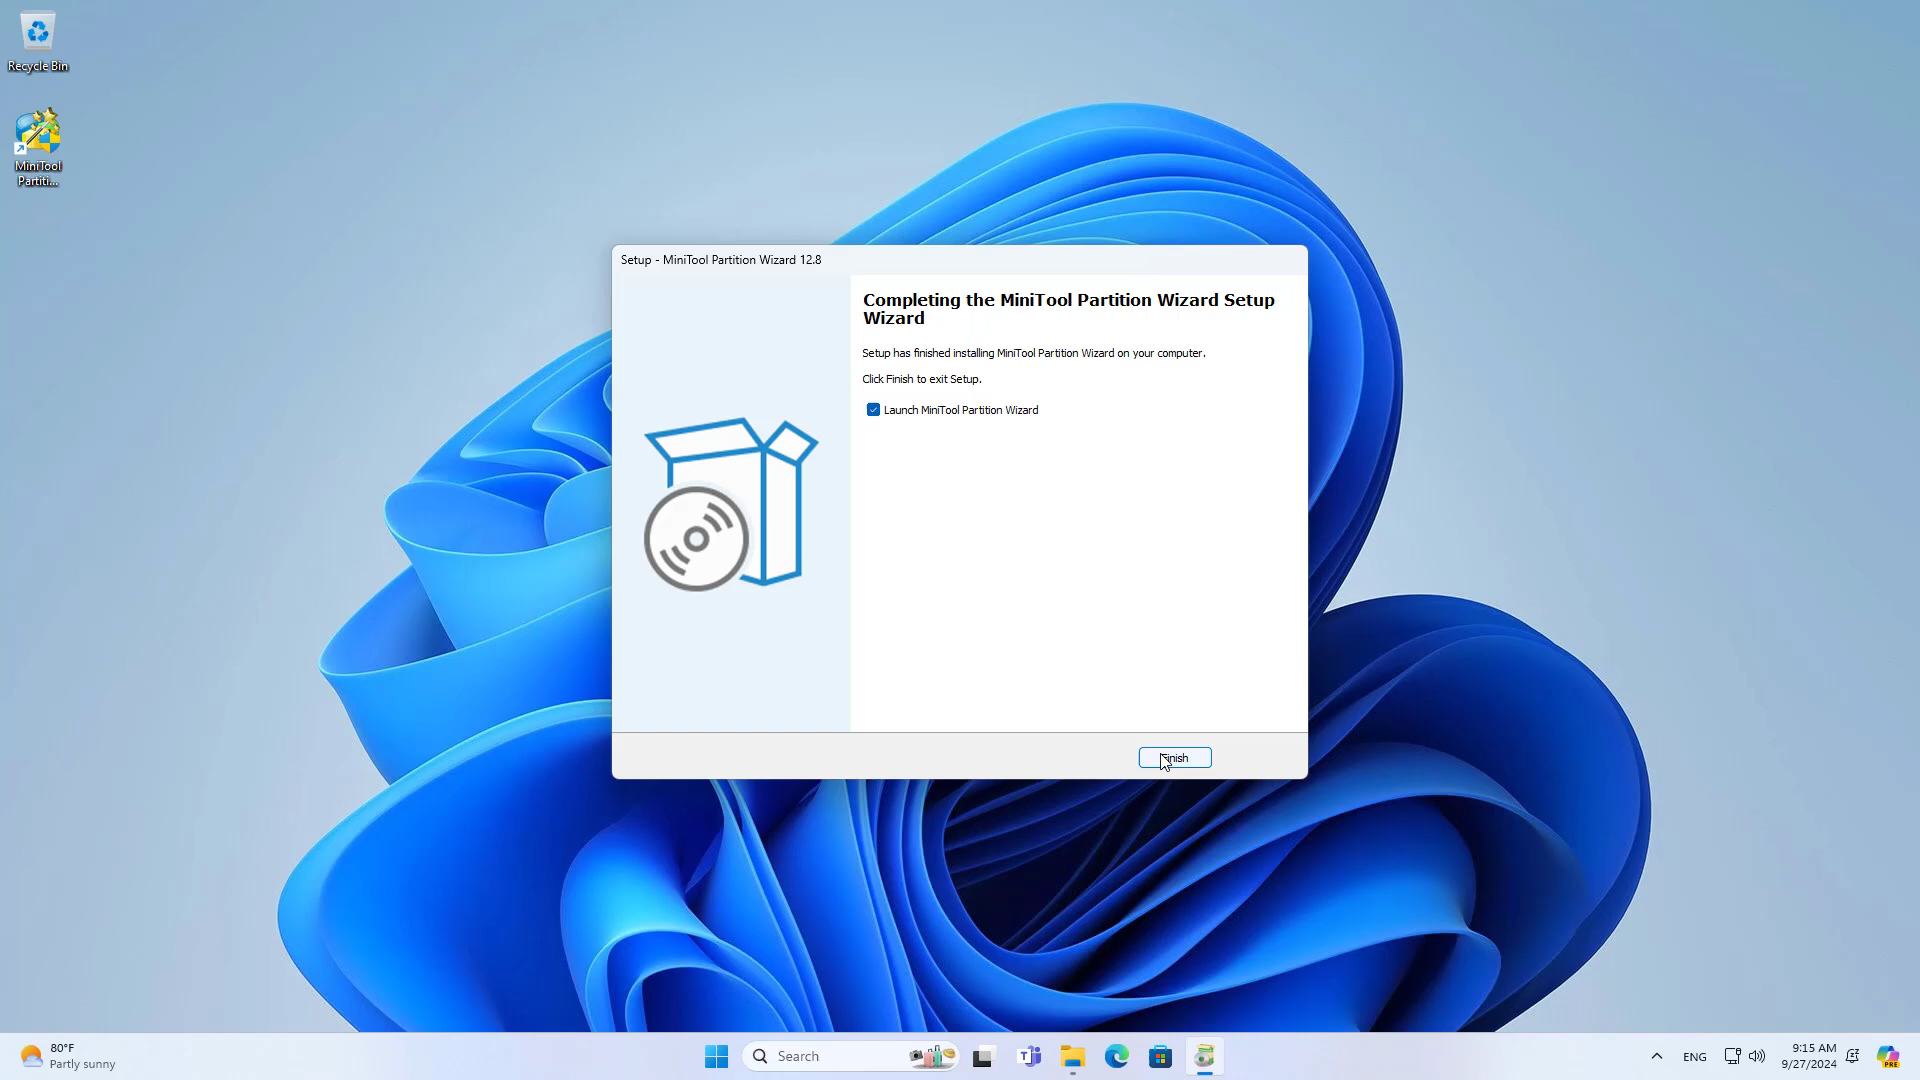 Recycle Bin
MiniTool
Partiti...
Setup - MiniTool Partition Wizard 12.8
Completing the MiniTool Partition Wizard Setup
Wizard
Setup has finished installing MiniTool Partition Wizard on your computer.
Click Finish to exit Setup.
Launch MiniTool Partition Wizard
Finish
80°F
Partly sunny
Search
T
ENG
9:15 AM
9/27/2024
PRE